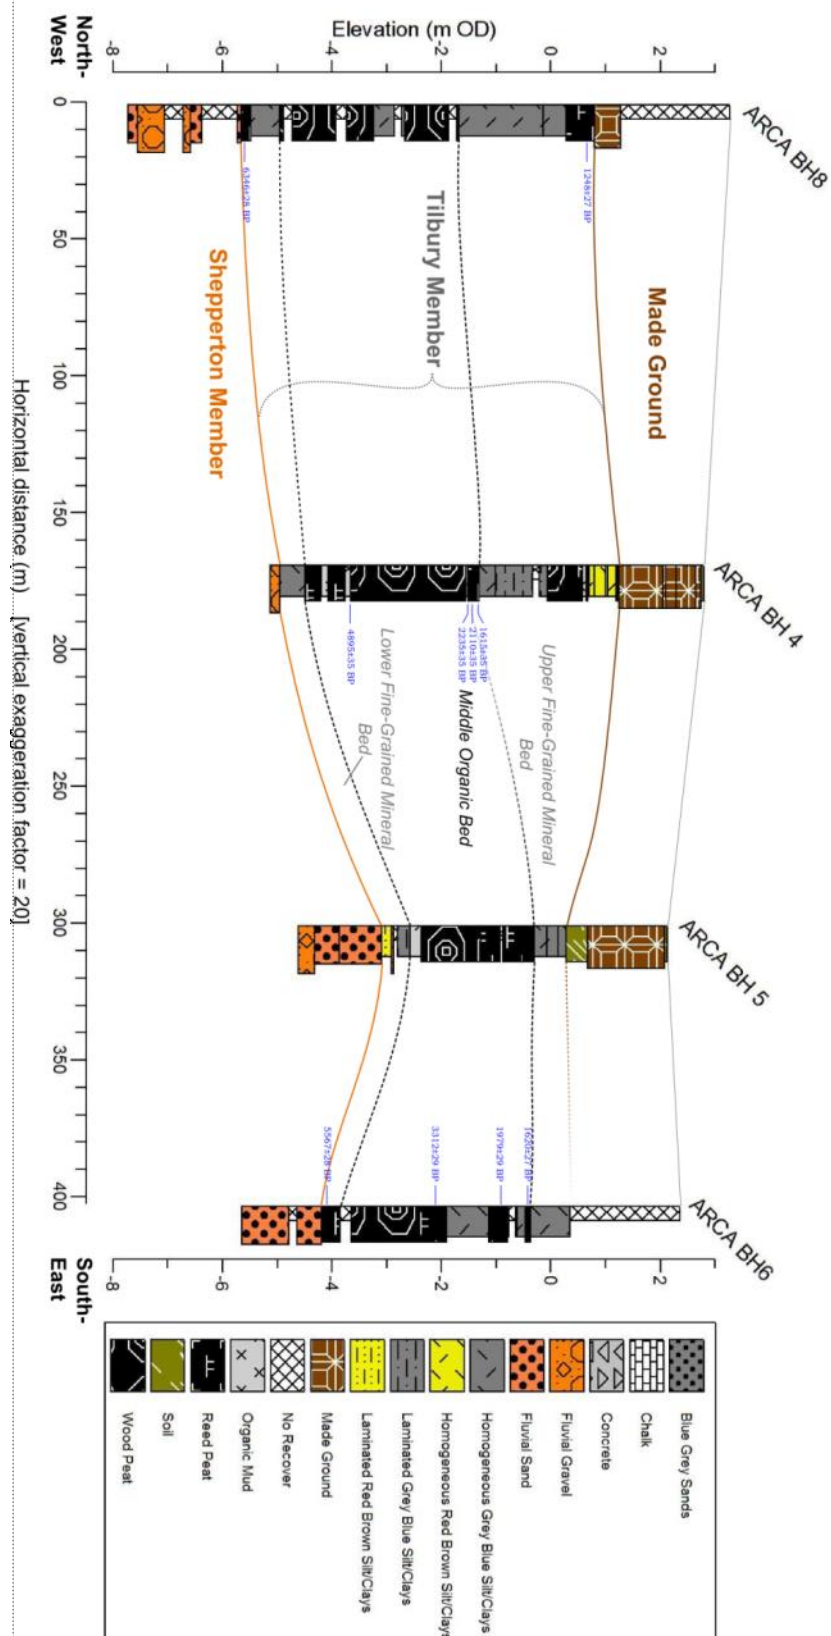 Elevation (m OD)
North-
West
-8
-6
-4
-2
0
2
0
50
100
150
200
250
300
350
400
Horizontal distance (m) [vertical exaggeration factor = 20]
ARCA BH8
ARCA BH 4
ARCA BH 5
ARCA BH6
Made Ground
Tilbury Member
Shepperton Member
1248±27 BP
6346±28 BP
1615±35 BP
2110±35 BP
2235±35 BP
4895±35 BP
Upper Fine-Grained Mineral
Bed
Middle Organic Bed
Lower Fine-Grained Mineral
Bed
1620±27 BP
1979±29 BP
3312±29 BP
5567±28 BP
South-
East
-8
-6
-4
-2
0
2
Blue Grey Sands
Chalk
Concrete
Fluvial Gravel
Fluvial Sand
Homogeneous Grey Blue Silt/Clays
Homogeneous Red Brown Silt/Clays
Laminated Grey Blue Silt/Clays
Laminated Red Brown Silt/Clays
Made Ground
No Recover
Organic Mud
Reed Peat
Soil
Wood Peat